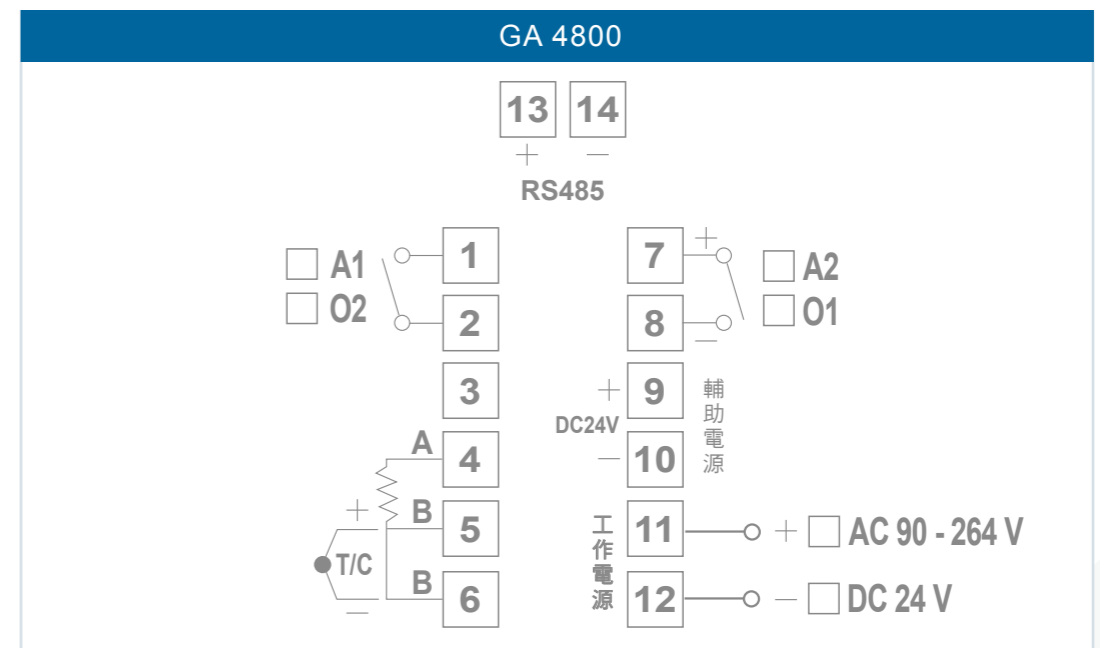 GA 4800
13 14
+ −
RS485
A1
O2
1
2
3
A 4
+ B 5
T/C
B 6
−
7 +
8 −
A2
O1
+ 9
DC24V
− 10
輔助電源
工作電源
11 + AC 90 - 264 V
12 − DC 24 V